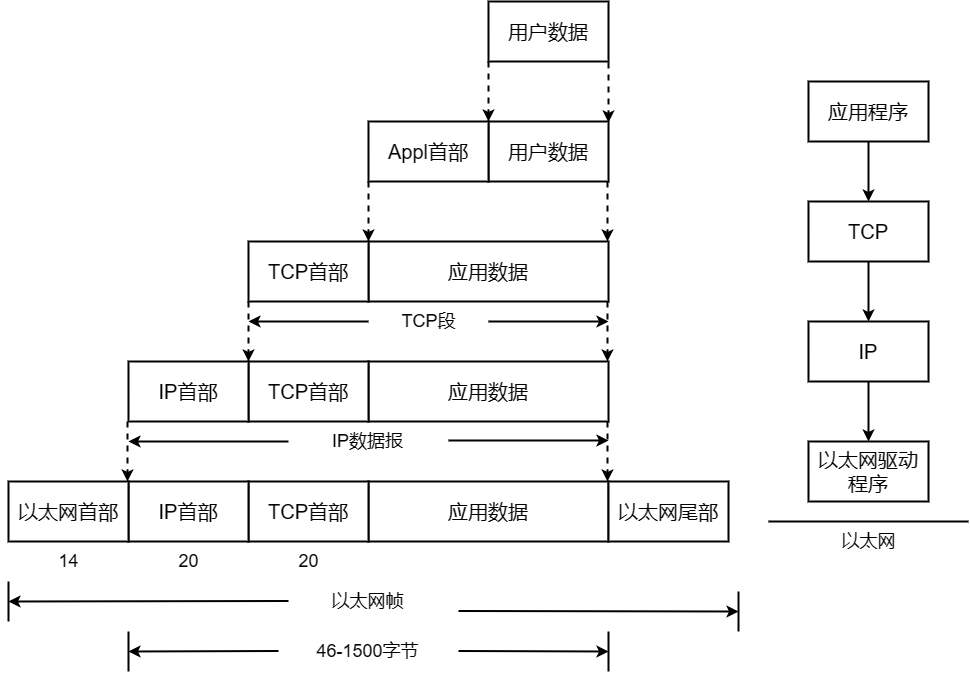 用户数据
Appl首部 用户数据
应用程序
TCP首部 应用数据
TCP
TCP段
IP首部 TCP首部 应用数据
IP
IP数据报
以太网首部 IP首部 TCP首部 应用数据 以太网尾部
以太网驱动
程序
14 20 20
以太网
以太网帧
46-1500字节